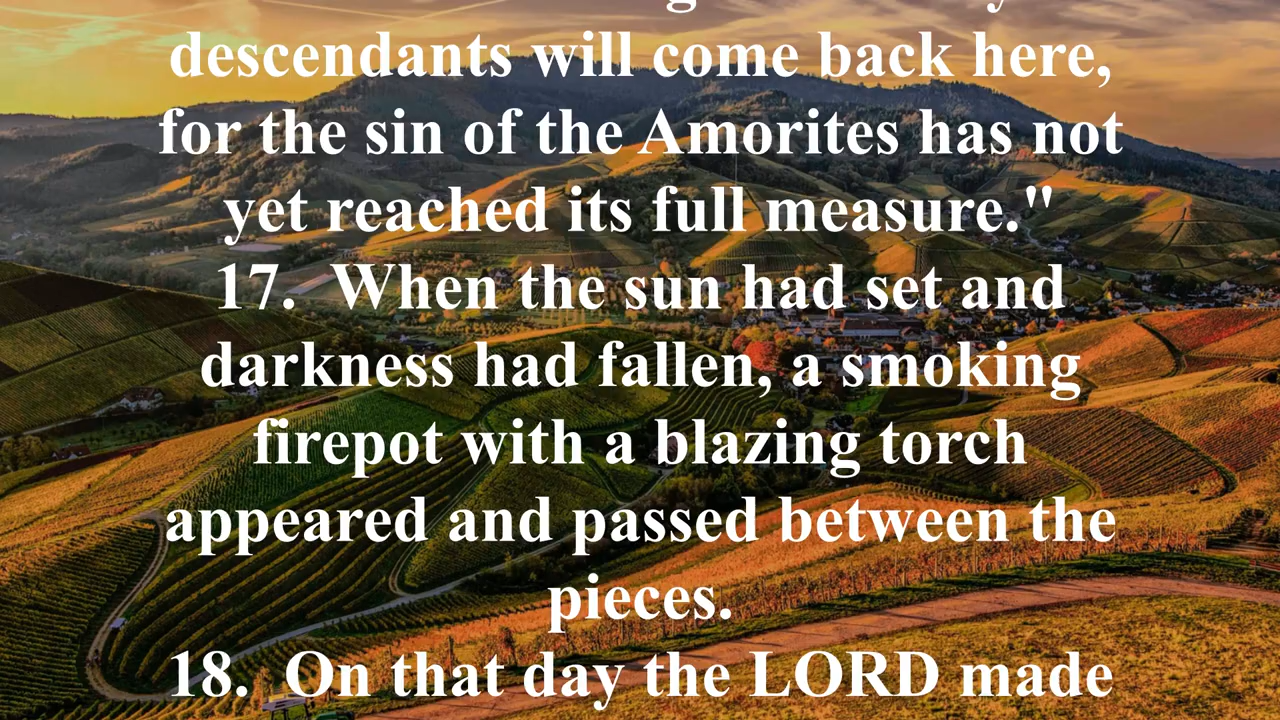 descendants will come back here,
for the sin of the Amorites has not
yet reached its full measure."
17.  When the sun had set and
darkness had fallen, a smoking
firepot with a blazing torch
appeared and passed between the
pieces.
18.  On that day the LORD made